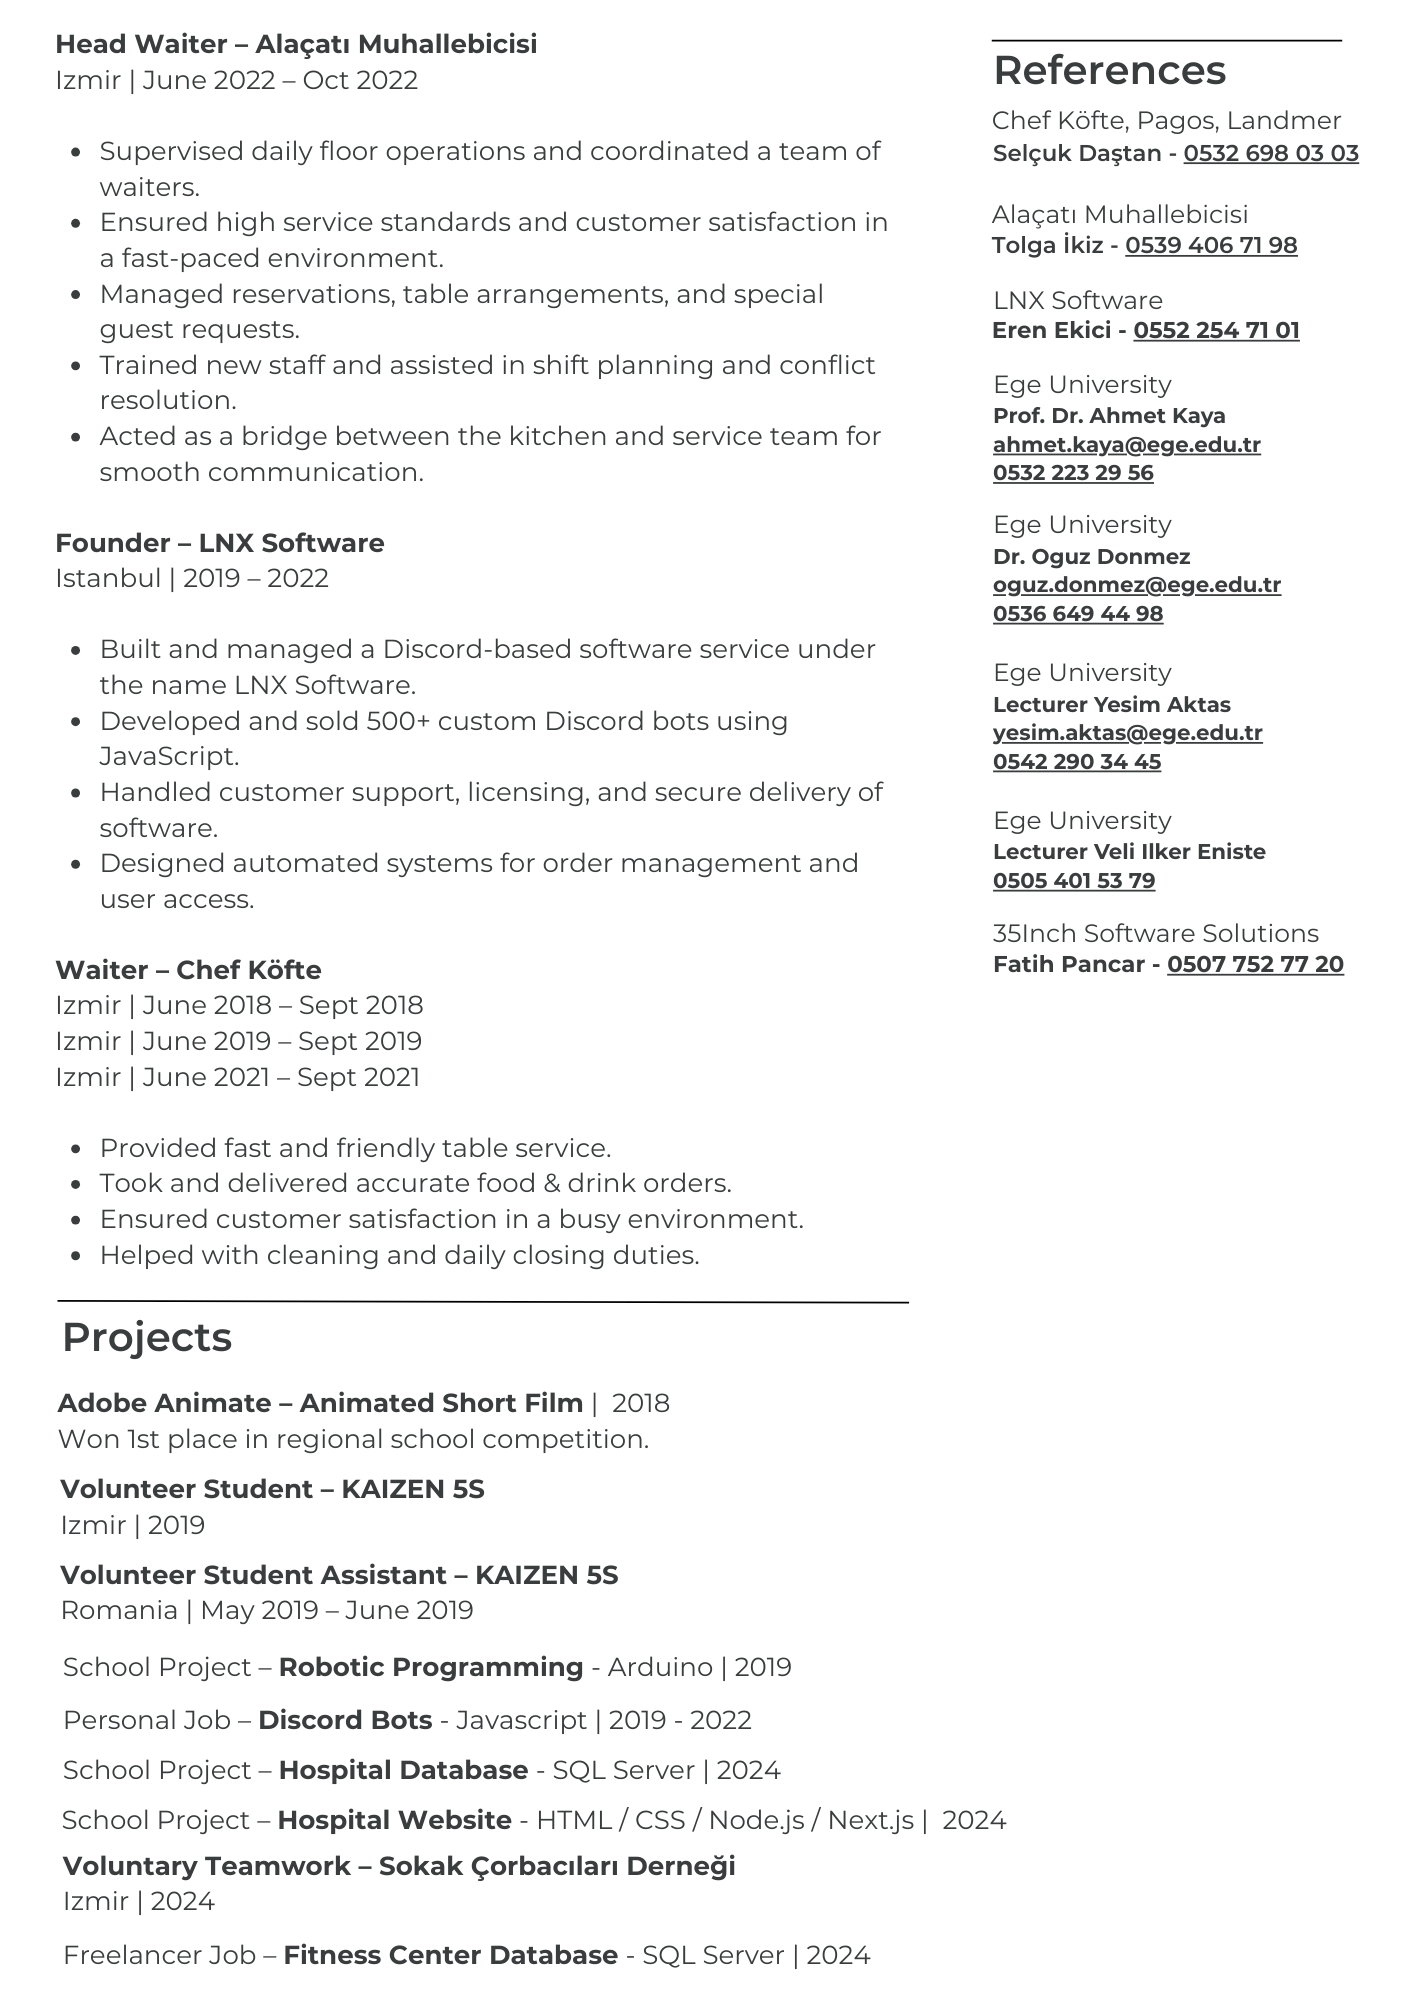 Head Waiter – Alaçatı Muhallebicisi
Izmir | June 2022 – Oct 2022
• Supervised daily floor operations and coordinated a team of
waiters.
• Ensured high service standards and customer satisfaction in
a fast-paced environment.
• Managed reservations, table arrangements, and special
guest requests.
• Trained new staff and assisted in shift planning and conflict
resolution.
• Acted as a bridge between the kitchen and service team for
smooth communication.
Founder – LNX Software
Istanbul | 2019 – 2022
• Built and managed a Discord-based software service under
the name LNX Software.
• Developed and sold 500+ custom Discord bots using
JavaScript.
• Handled customer support, licensing, and secure delivery of
software.
• Designed automated systems for order management and
user access.
Waiter – Chef Köfte
Izmir | June 2018 – Sept 2018
Izmir | June 2019 – Sept 2019
Izmir | June 2021 – Sept 2021
• Provided fast and friendly table service.
• Took and delivered accurate food & drink orders.
• Ensured customer satisfaction in a busy environment.
• Helped with cleaning and daily closing duties.
Projects
Adobe Animate – Animated Short Film | 2018
Won 1st place in regional school competition.
Volunteer Student – KAIZEN 5S
Izmir | 2019
Volunteer Student Assistant – KAIZEN 5S
Romania | May 2019 – June 2019
School Project – Robotic Programming - Arduino | 2019
Personal Job – Discord Bots - Javascript | 2019 - 2022
School Project – Hospital Database - SQL Server | 2024
School Project – Hospital Website - HTML / CSS / Node.js / Next.js | 2024
Voluntary Teamwork – Sokak Çorbacıları Derneği
Izmir | 2024
Freelancer Job – Fitness Center Database - SQL Server | 2024
References
Chef Köfte, Pagos, Landmer
Selçuk Daştan - 0532 698 03 03
Alaçatı Muhallebicisi
Tolga İkiz - 0539 406 71 98
LNX Software
Eren Ekici - 0552 254 71 01
Ege University
Prof. Dr. Ahmet Kaya
ahmet.kaya@ege.edu.tr
0532 223 29 56
Ege University
Dr. Oguz Donmez
oguz.donmez@ege.edu.tr
0536 649 44 98
Ege University
Lecturer Yesim Aktas
yesim.aktas@ege.edu.tr
0542 290 34 45
Ege University
Lecturer Veli Ilker Eniste
0505 401 53 79
35Inch Software Solutions
Fatih Pancar - 0507 752 77 20